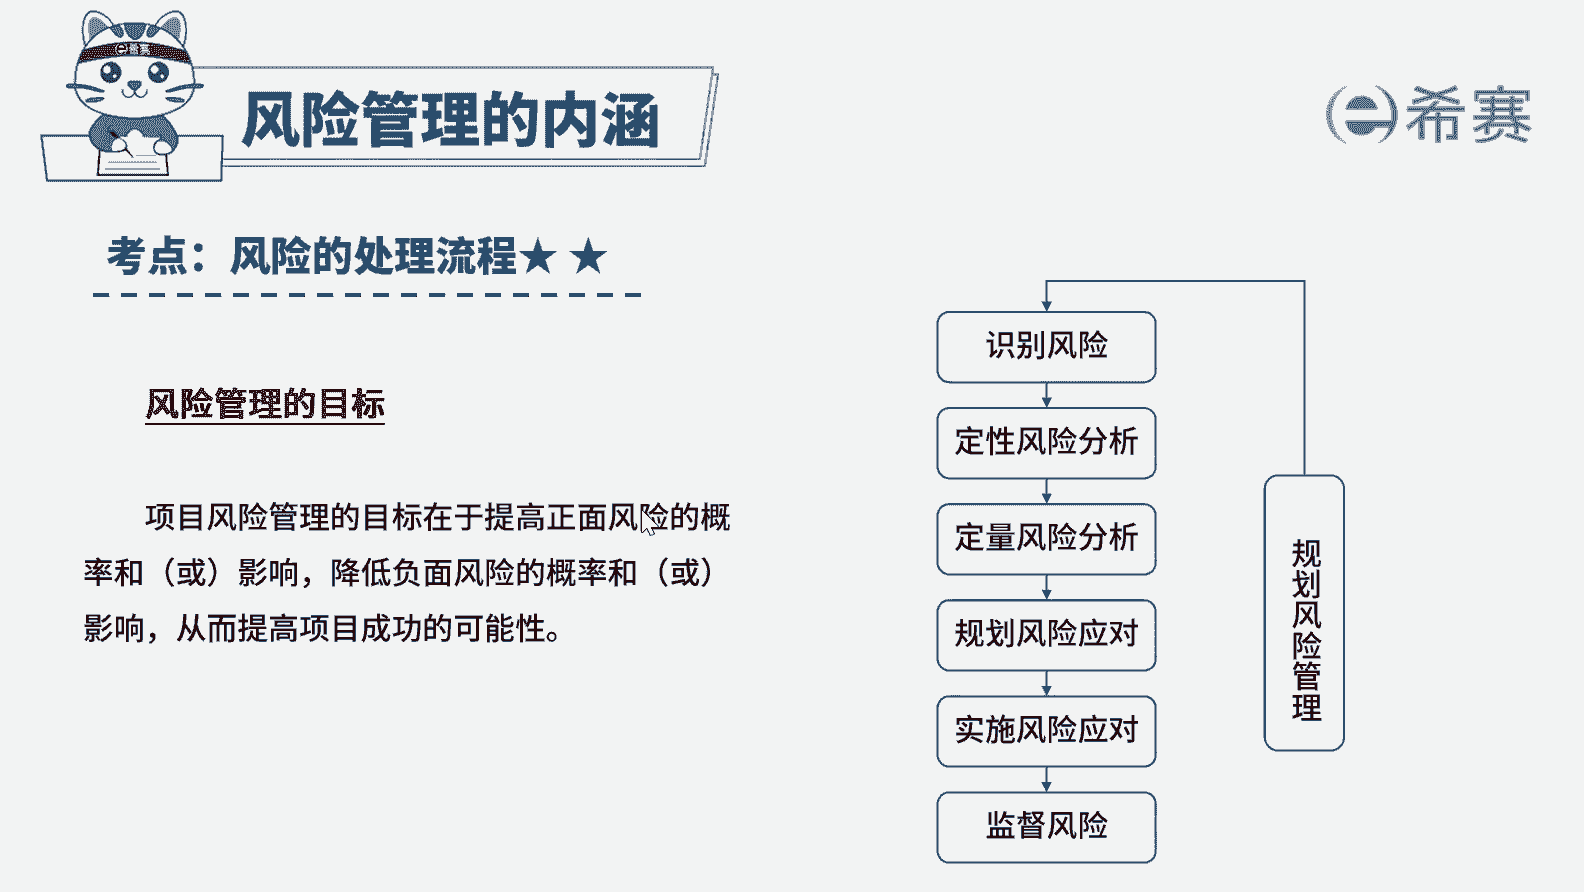 e希赛
风险管理的内涵
希赛
考点：风险的处理流程★ ★
风险管理的目标
项目风险管理的目标在于提高正面风险的概
率和（或）影响，降低负面风险的概率和（或）
影响，从而提高项目成功的可能性。
识别风险
定性风险分析
定量风险分析
规划风险应对
实施风险应对
监督风险
规划风险管理